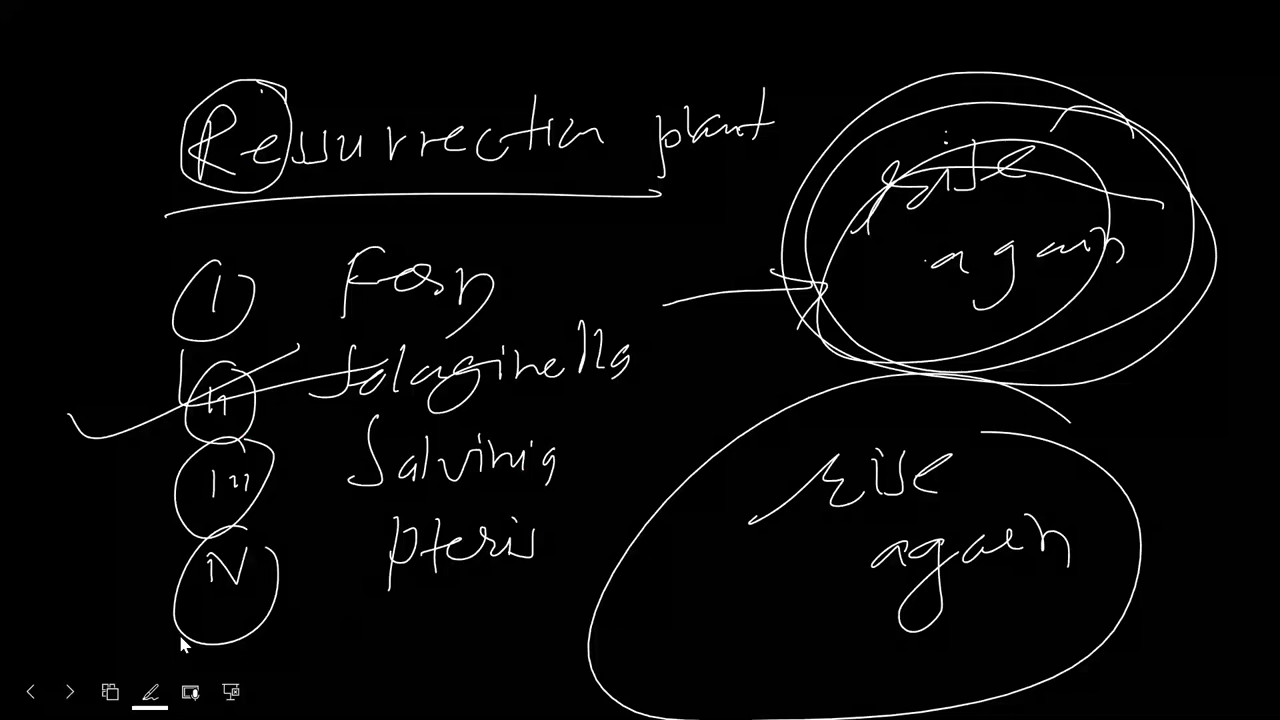 Ressurrection plant
I Fern
II Selaginella
III Salvinia
IV Pteris
rise
again
rise
again